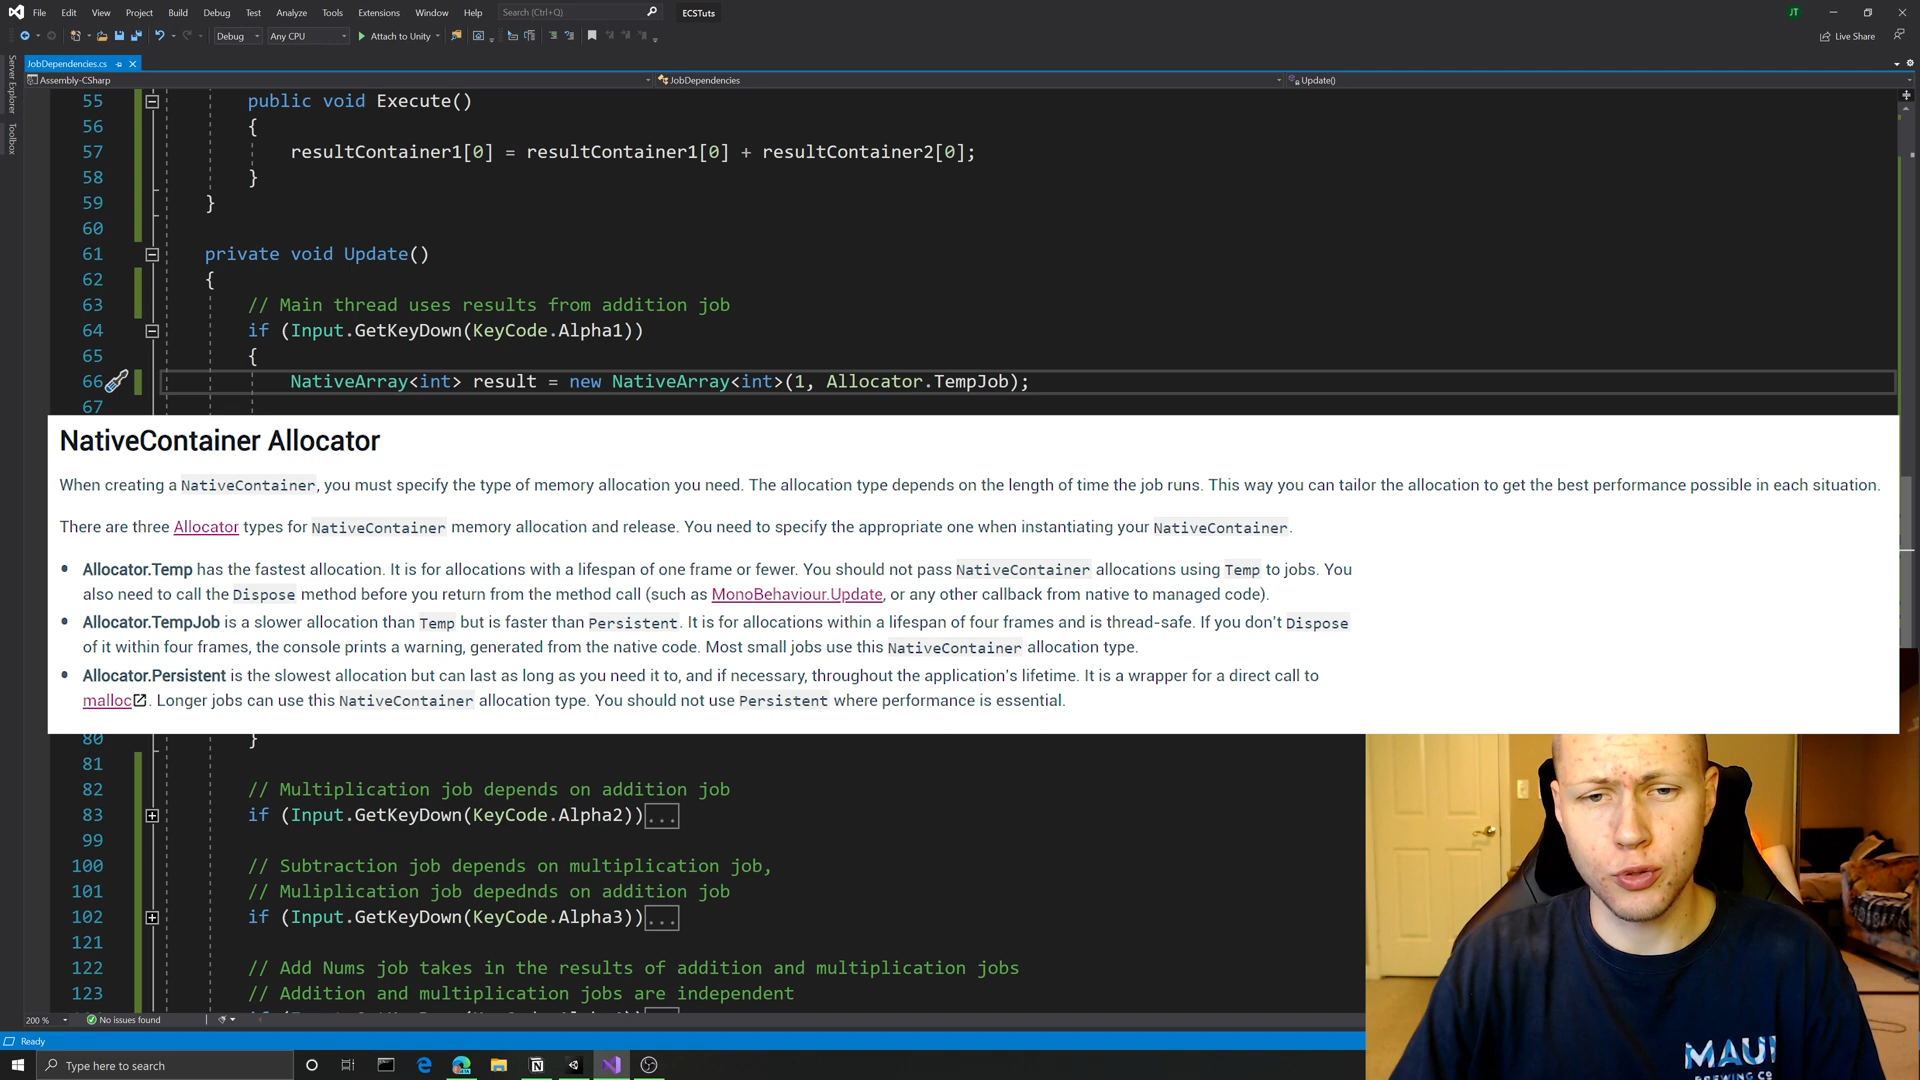 File Edit View Project Build Debug Test Analyze Tools Extensions Window Help Search (Ctrl+Q) ECSTuts JT
Debug Any CPU Attach to Unity Live Share
JobDependencies.cs
Assembly-CSharp JobDependencies Update()
Server Explorer
Toolbox
55 public void Execute()
56 {
57 resultContainer1[0] = resultContainer1[0] + resultContainer2[0];
58 }
59 }
60
61 private void Update()
62 {
63 // Main thread uses results from addition job
64 if (Input.GetKeyDown(KeyCode.Alpha1))
65 {
66 NativeArray<int> result = new NativeArray<int>(1, Allocator.TempJob);
67
NativeContainer Allocator
When creating a NativeContainer, you must specify the type of memory allocation you need. The allocation type depends on the length of time the job runs. This way you can tailor the allocation to get the best performance possible in each situation.
There are three Allocator types for NativeContainer memory allocation and release. You need to specify the appropriate one when instantiating your NativeContainer.
• Allocator.Temp has the fastest allocation. It is for allocations with a lifespan of one frame or fewer. You should not pass NativeContainer allocations using Temp to jobs. You
also need to call the Dispose method before you return from the method call (such as MonoBehaviour.Update, or any other callback from native to managed code).
• Allocator.TempJob is a slower allocation than Temp but is faster than Persistent. It is for allocations within a lifespan of four frames and is thread-safe. If you don't Dispose
of it within four frames, the console prints a warning, generated from the native code. Most small jobs use this NativeContainer allocation type.
• Allocator.Persistent is the slowest allocation but can last as long as you need it to, and if necessary, throughout the application's lifetime. It is a wrapper for a direct call to
malloc. Longer jobs can use this NativeContainer allocation type. You should not use Persistent where performance is essential.
80 }
81
82 // Multiplication job depends on addition job
83 if (Input.GetKeyDown(KeyCode.Alpha2))...
99
100 // Subtraction job depends on multiplication job,
101 // Muliplication job depednds on addition job
102 if (Input.GetKeyDown(KeyCode.Alpha3))...
121
122 // Add Nums job takes in the results of addition and multiplication jobs
123 // Addition and multiplication jobs are independent
200 % No issues found
Ready
Type here to search
MAUI
BREWING CO